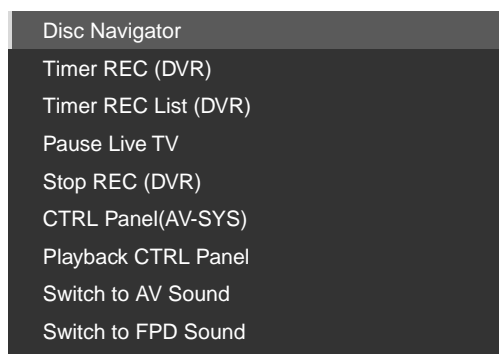 Disc Navigator
Timer REC (DVR)
Timer REC List (DVR)
Pause Live TV
Stop REC (DVR)
CTRL Panel(AV-SYS)
Playback CTRL Panel
Switch to AV Sound
Switch to FPD Sound